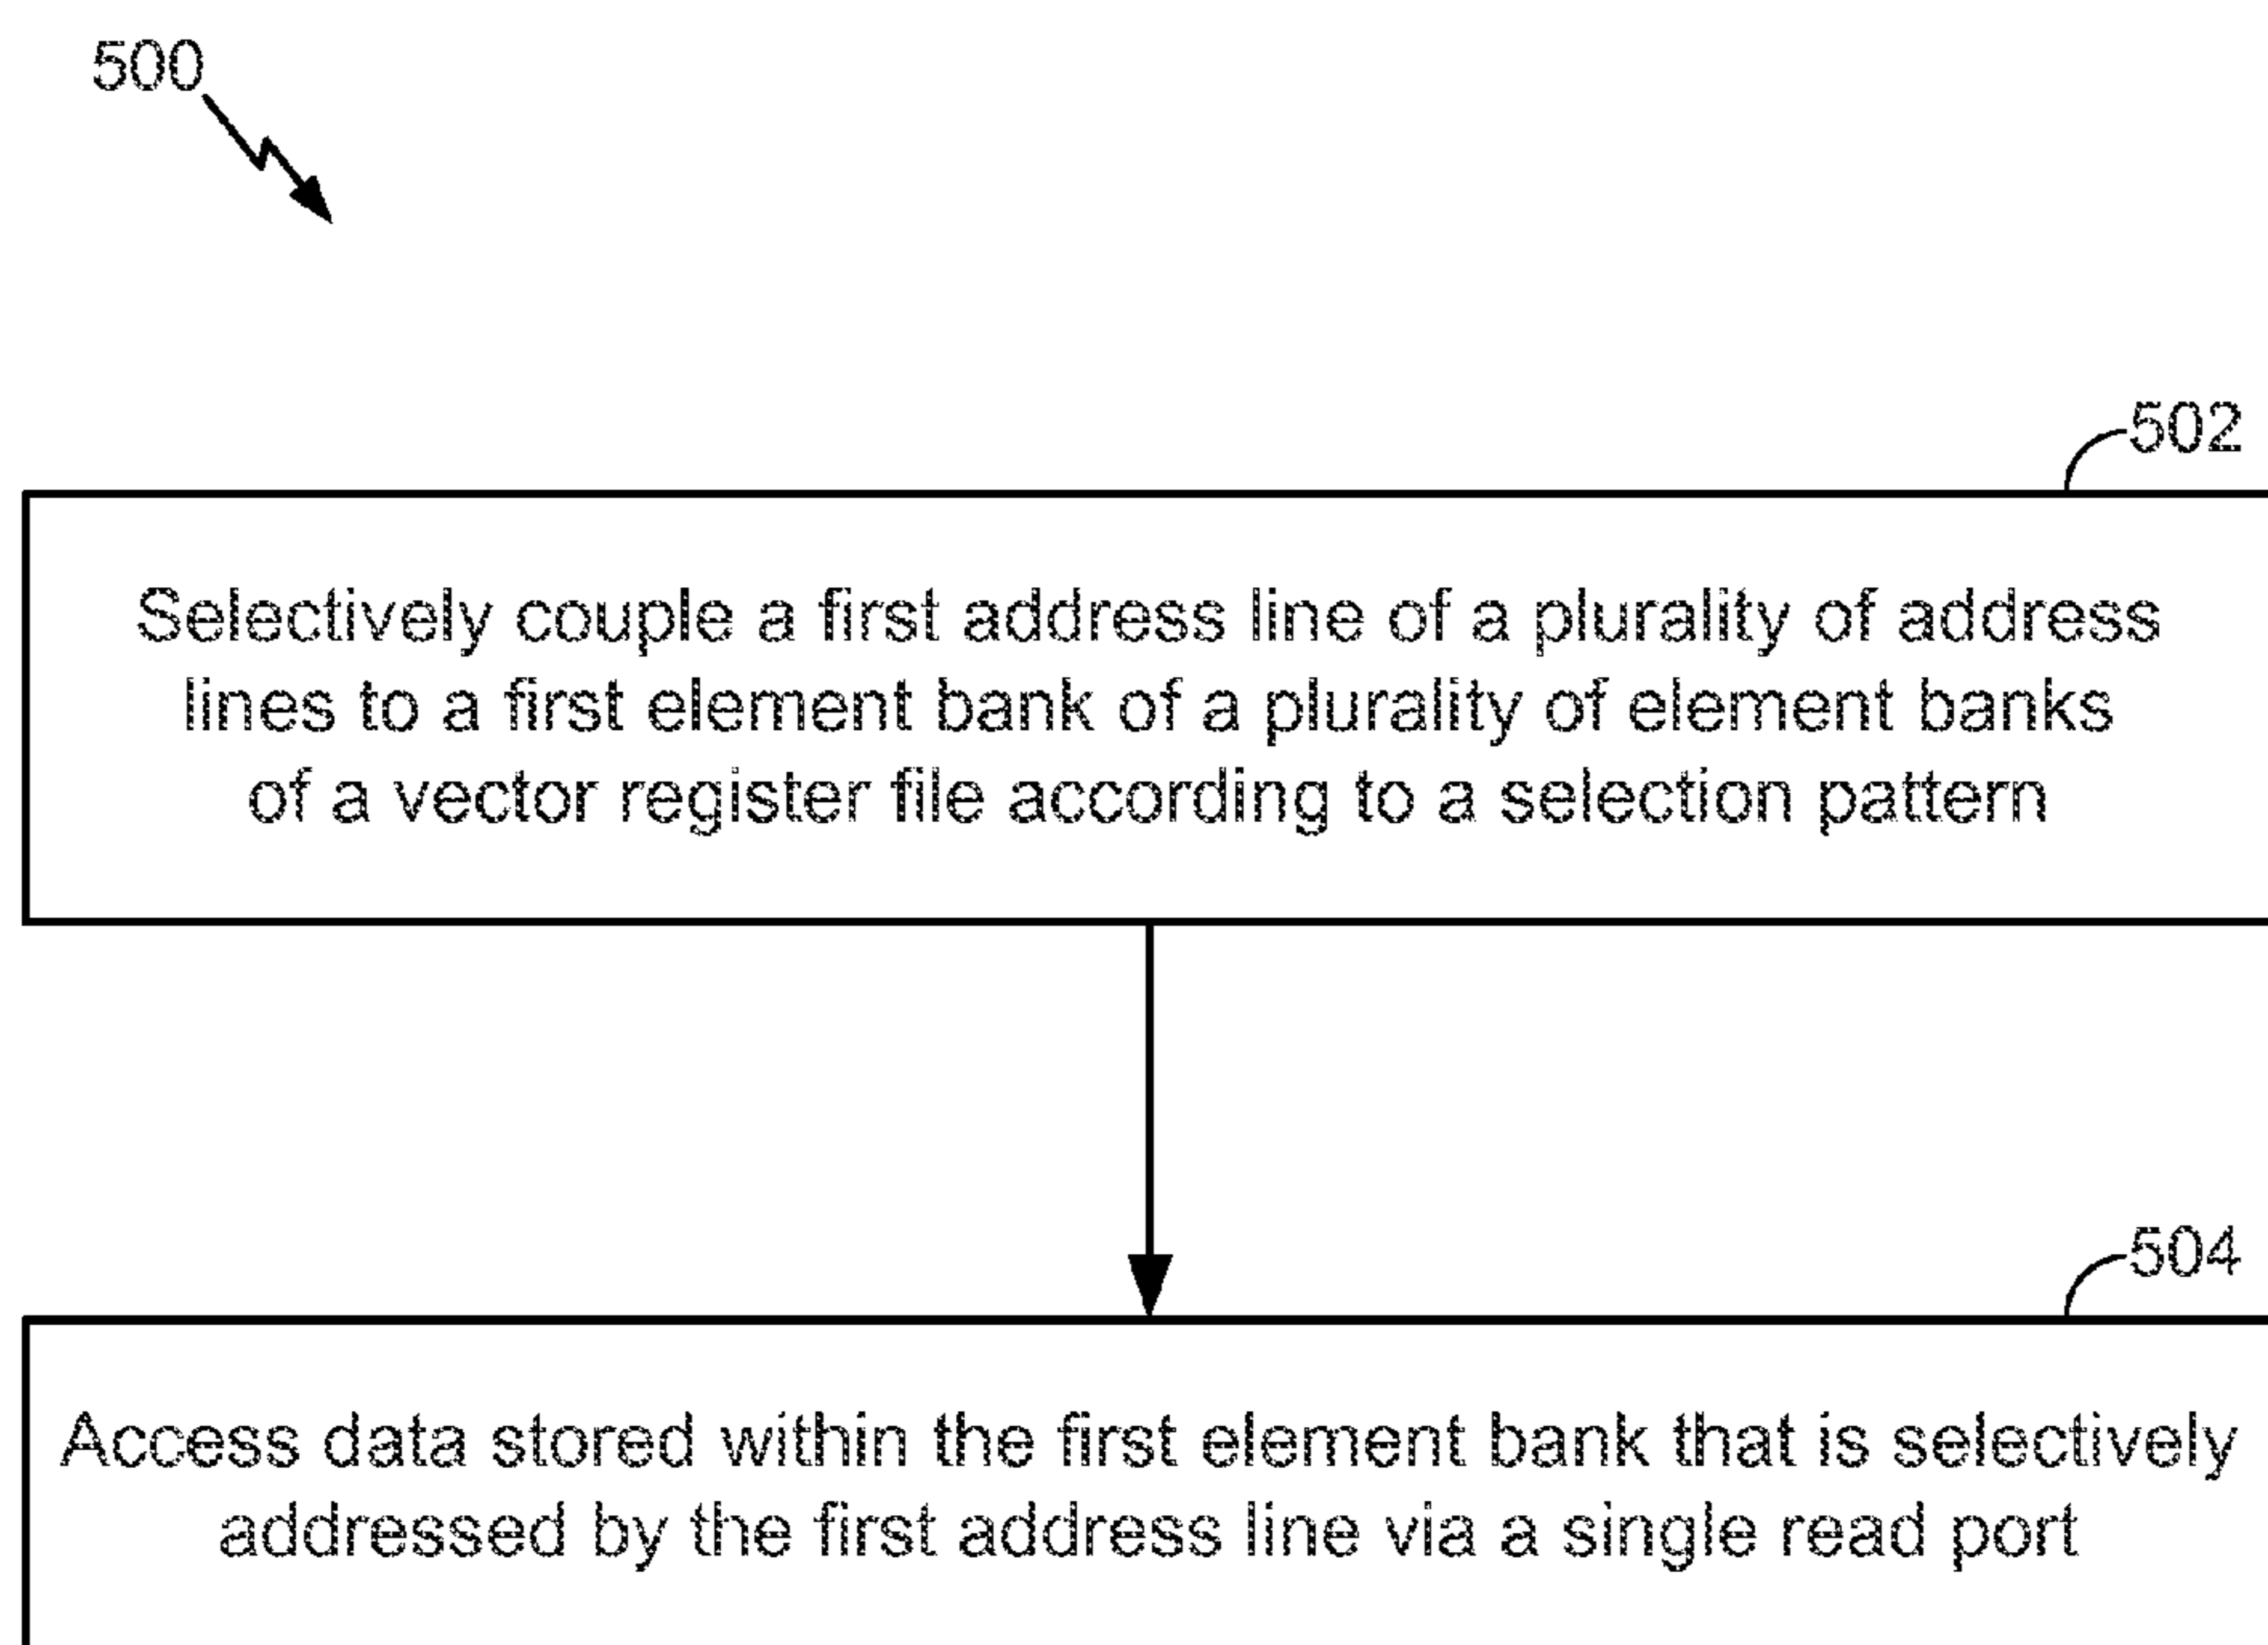 500
502
Selectively couple a first address line of a plurality of address
lines to a first element bank of a plurality of element banks
of a vector register file according to a selection pattern
504
Access data stored within the first element bank that is selectively
addressed by the first address line via a single read port